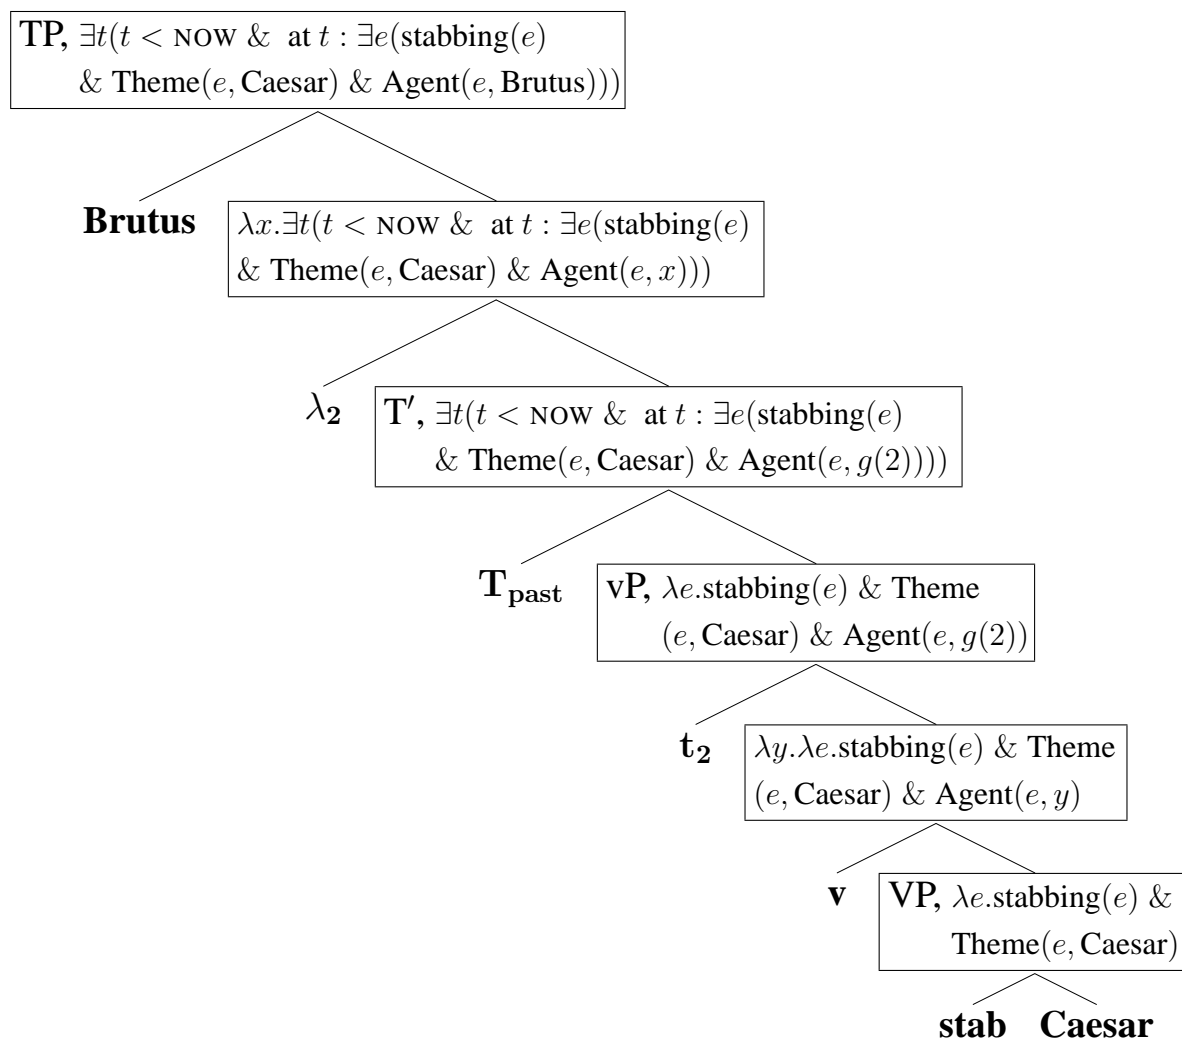 TP, ∃t(t < NOW & at t : ∃e(stabbing(e)
& Theme(e, Caesar) & Agent(e, Brutus)))
Brutus
λx.∃t(t < NOW & at t : ∃e(stabbing(e)
& Theme(e, Caesar) & Agent(e, x)))
λ₂
T′, ∃t(t < NOW & at t : ∃e(stabbing(e)
& Theme(e, Caesar) & Agent(e, g(2))))
T_past
vP, λe.stabbing(e) & Theme
(e, Caesar) & Agent(e, g(2))
t₂
λy.λe.stabbing(e) & Theme
(e, Caesar) & Agent(e, y)
v
VP, λe.stabbing(e) &
Theme(e, Caesar)
stab Caesar